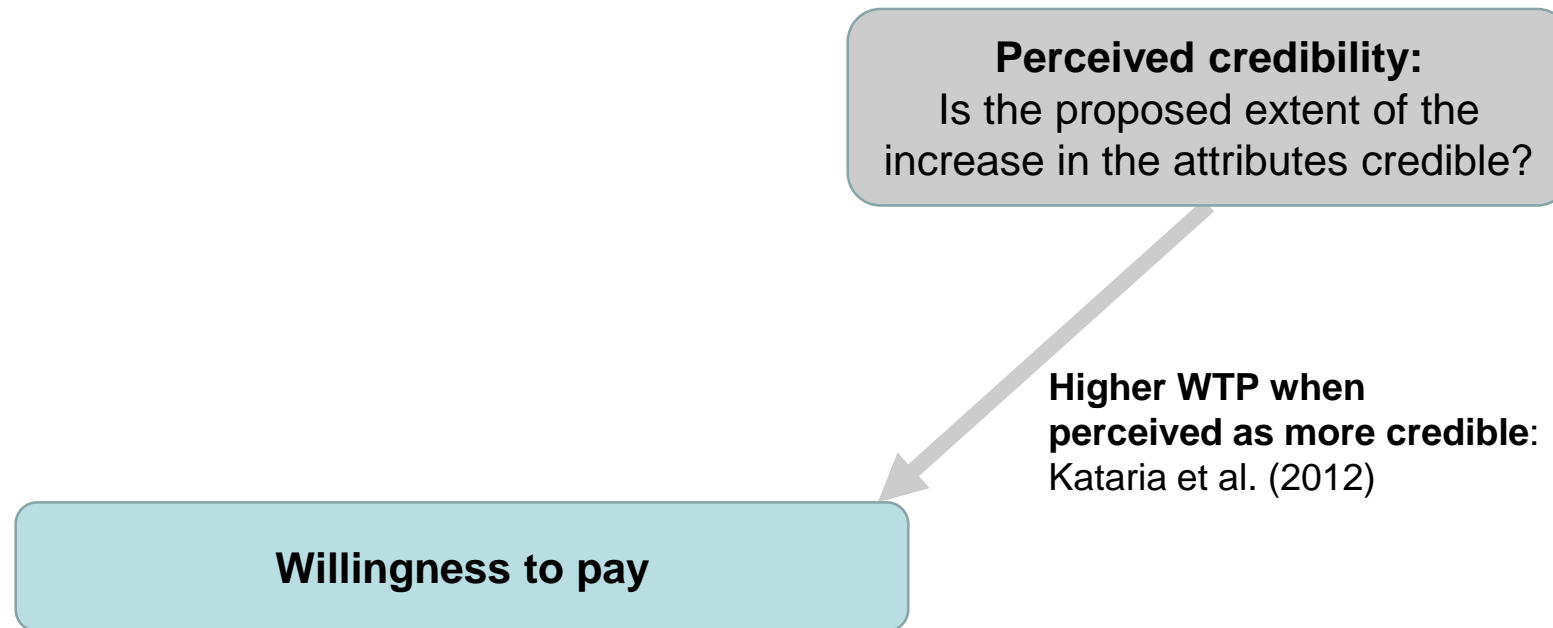 Perceived credibility:
Is the proposed extent of the
increase in the attributes credible?
Higher WTP when
perceived as more credible:
Kataria et al. (2012)
Willingness to pay